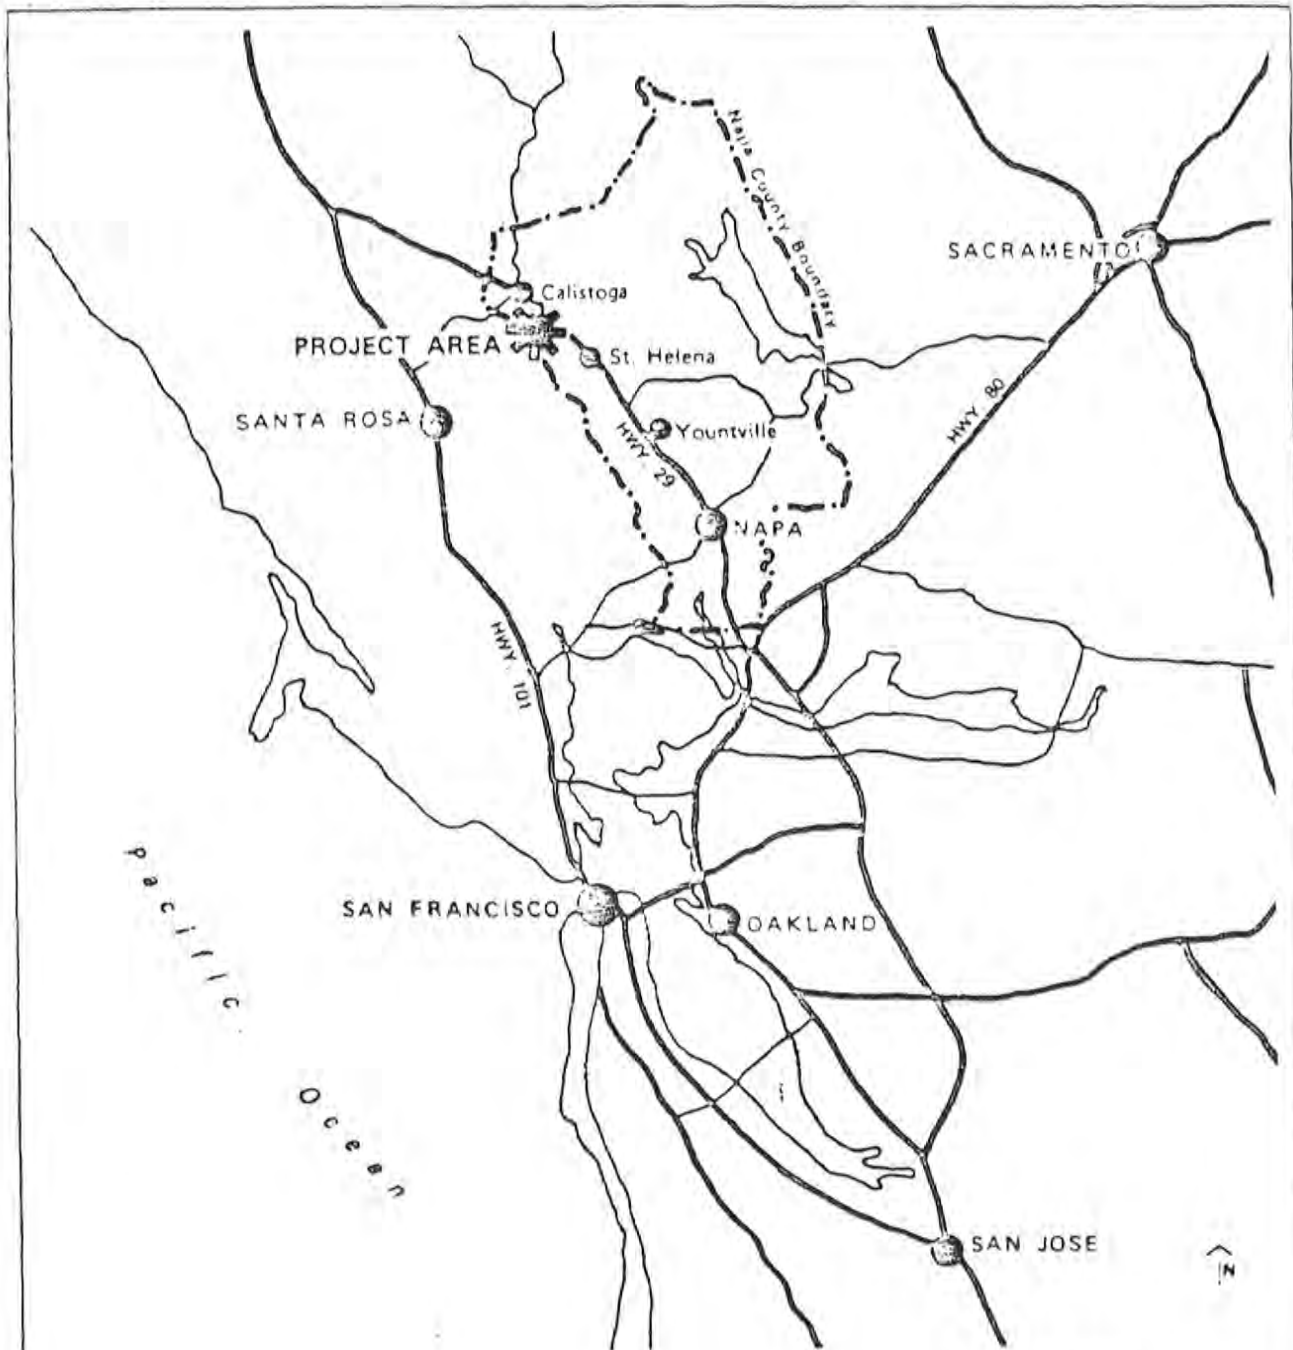 Napa County Boundary
SACRAMENTO
Calistoga
PROJECT AREA
St. Helena
SANTA ROSA
Yountville
HWY. 29
HWY. 80
NAPA
HWY. 101
Pacific
Ocean
SAN FRANCISCO
OAKLAND
SAN JOSE
N